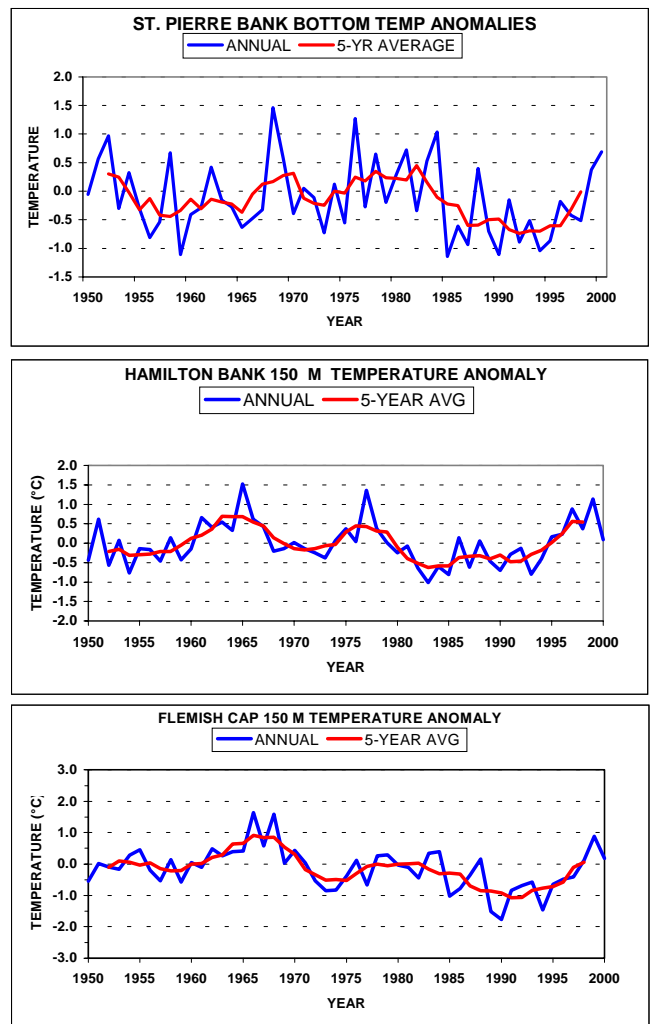 ST. PIERRE BANK BOTTOM TEMP ANOMALIES
ANNUAL 5-YR AVERAGE
TEMPERATURE
2.0
1.5
1.0
0.5
0.0
-0.5
-1.0
-1.5
1950 1955 1960 1965 1970 1975 1980 1985 1990 1995 2000
YEAR
HAMILTON BANK 150 M TEMPERATURE ANOMALY
ANNUAL 5-YEAR AVG
TEMPERATURE (°C)
2.0
1.5
1.0
0.5
0.0
-0.5
-1.0
-1.5
-2.0
1950 1955 1960 1965 1970 1975 1980 1985 1990 1995 2000
YEAR
FLEMISH CAP 150 M TEMPERATURE ANOMALY
ANNUAL 5-YEAR AVG
TEMPERATURE (°C)
3.0
2.0
1.0
0.0
-1.0
-2.0
-3.0
1950 1955 1960 1965 1970 1975 1980 1985 1990 1995 2000
YEAR